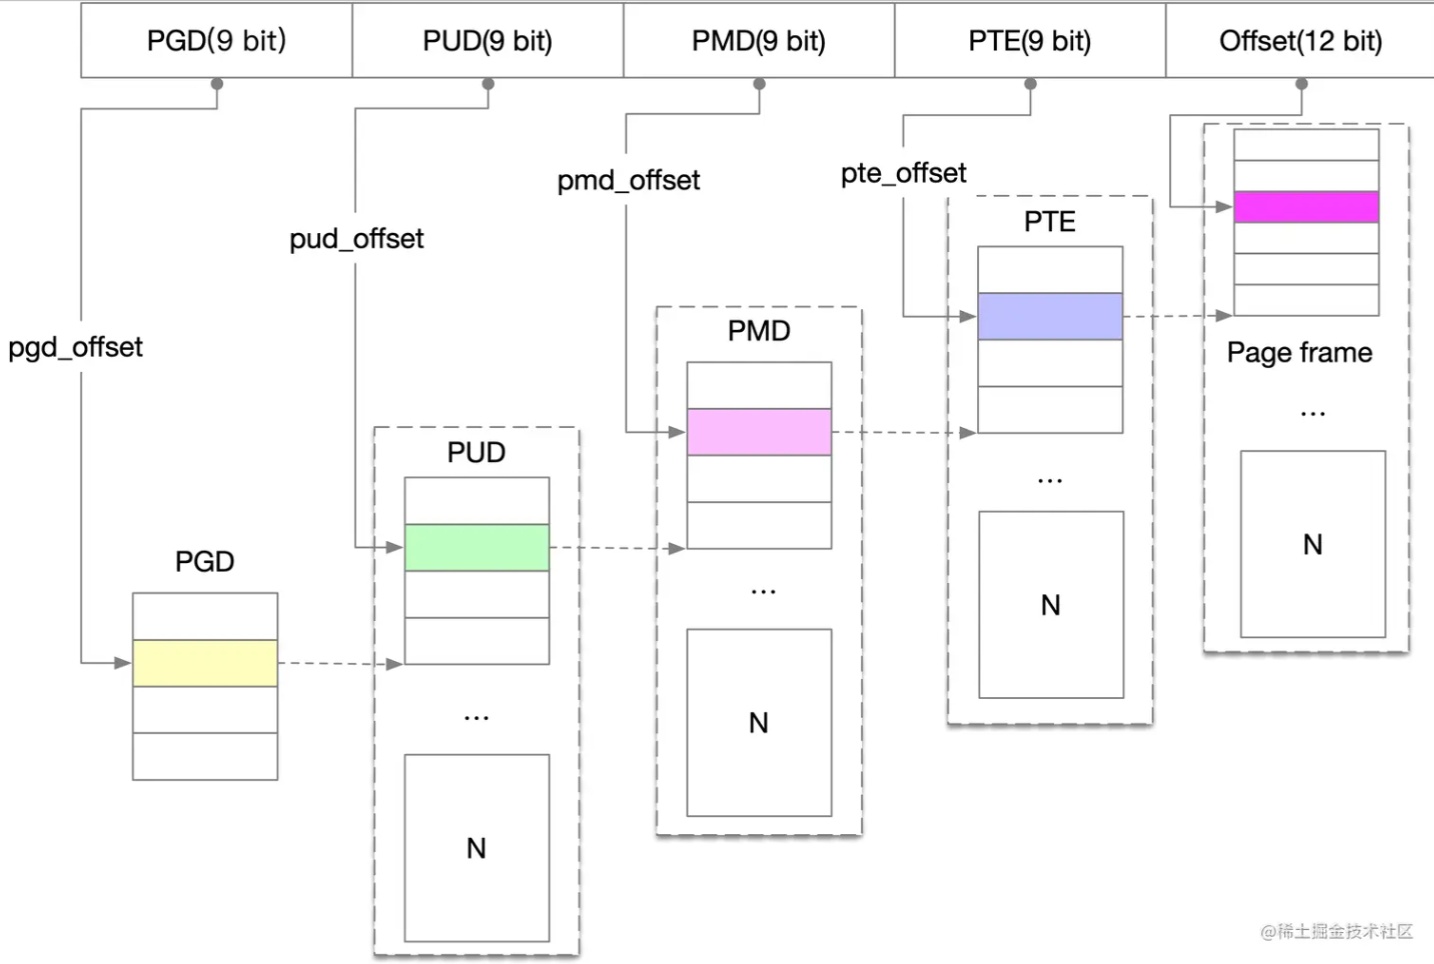 PGD(9 bit)
PUD(9 bit)
PMD(9 bit)
PTE(9 bit)
Offset(12 bit)
pgd_offset
pud_offset
pmd_offset
pte_offset
PGD
PUD
...
N
PMD
...
N
PTE
...
N
Page frame
...
N
@稀土掘金技术社区